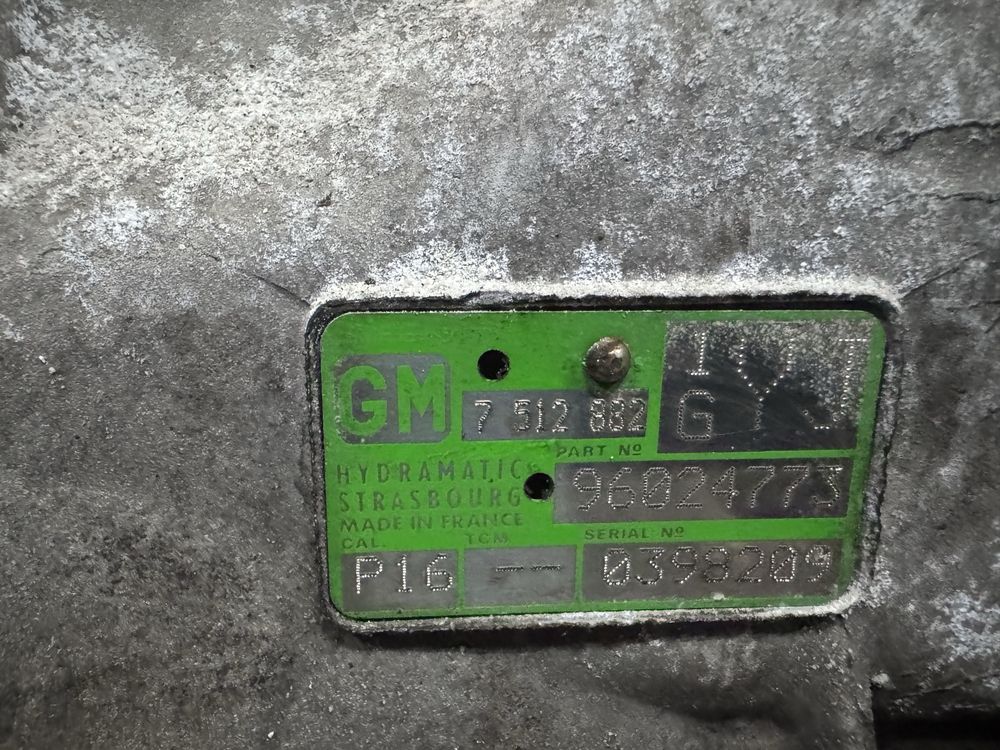 GM
7 512 882
G
PART Nº
HYDRAMATIC
96024773
STRASBOURG
MADE IN FRANCE
CAL. TCM SERIAL Nº
P16 -- 0398209